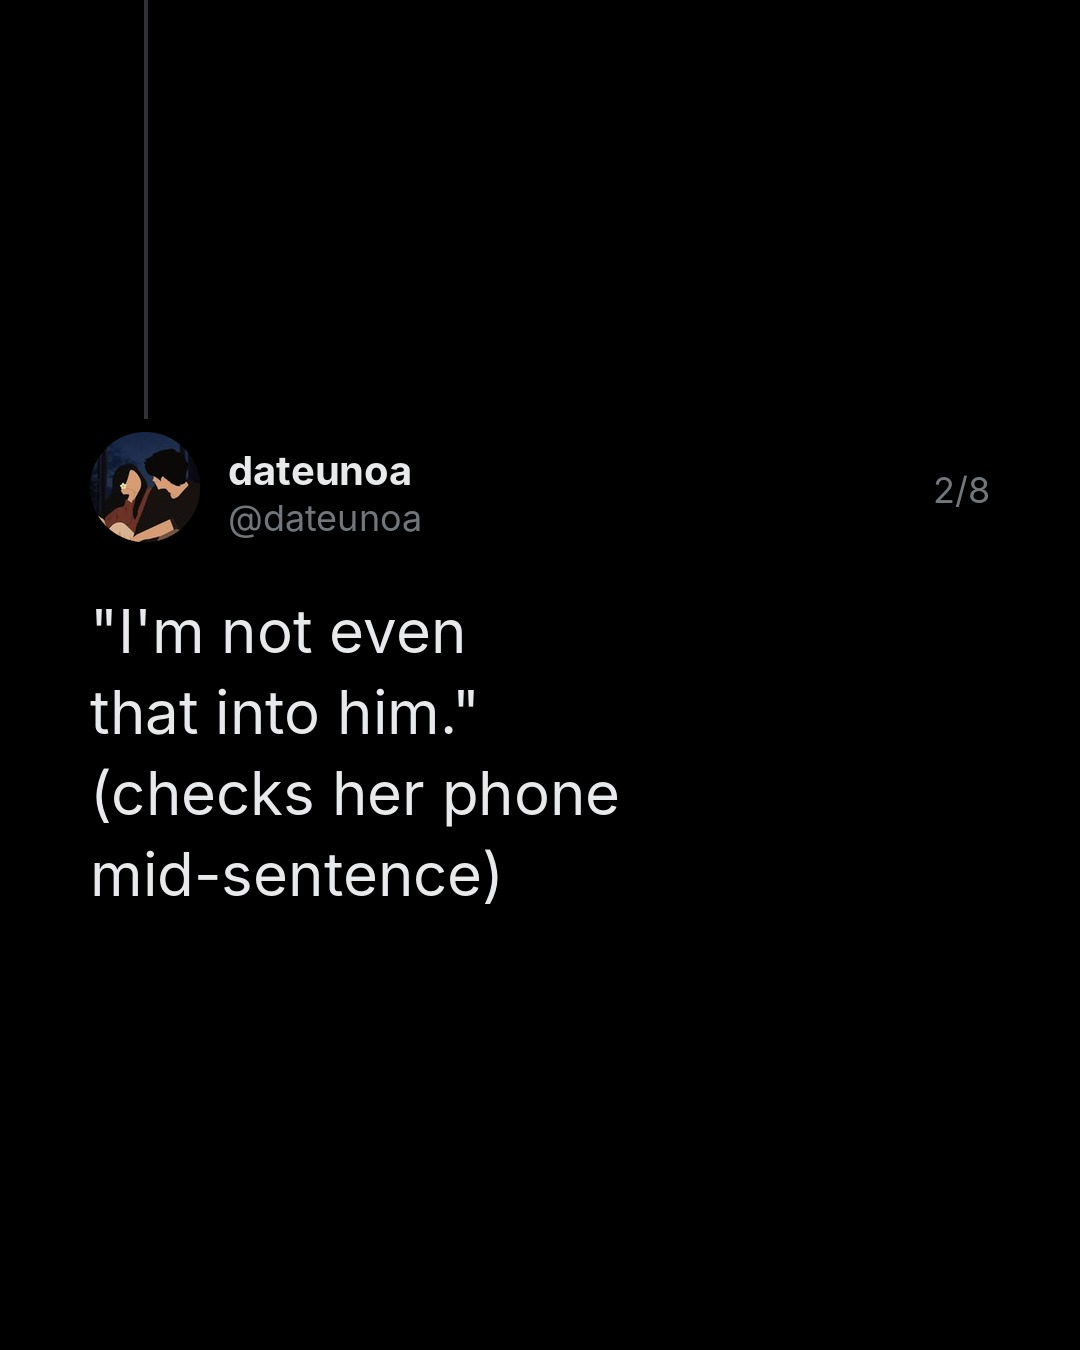 dateunoa
@dateunoa
2/8
"I'm not even
that into him."
(checks her phone
mid-sentence)